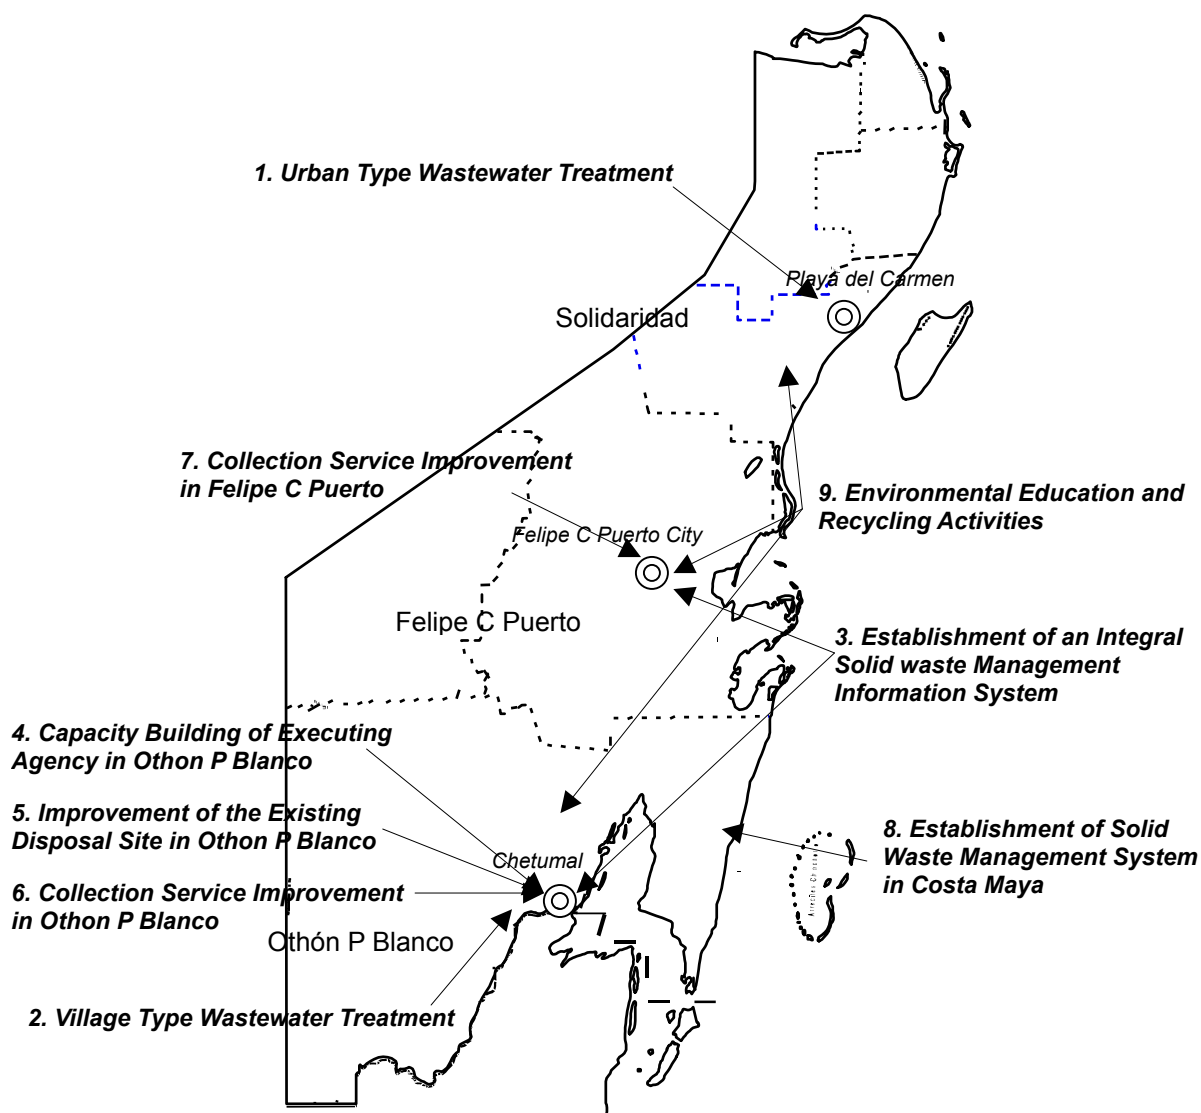 1. Urban Type Wastewater Treatment
Playa del Carmen
Solidaridad
7. Collection Service Improvement
in Felipe C Puerto
9. Environmental Education and
Recycling Activities
Felipe C Puerto City
Felipe C Puerto
3. Establishment of an Integral
Solid waste Management
Information System
4. Capacity Building of Executing
Agency in Othon P Blanco
5. Improvement of the Existing
Disposal Site in Othon P Blanco
8. Establishment of Solid
Waste Management System
in Costa Maya
Chetumal
6. Collection Service Improvement
in Othon P Blanco
Othón P Blanco
2. Village Type Wastewater Treatment